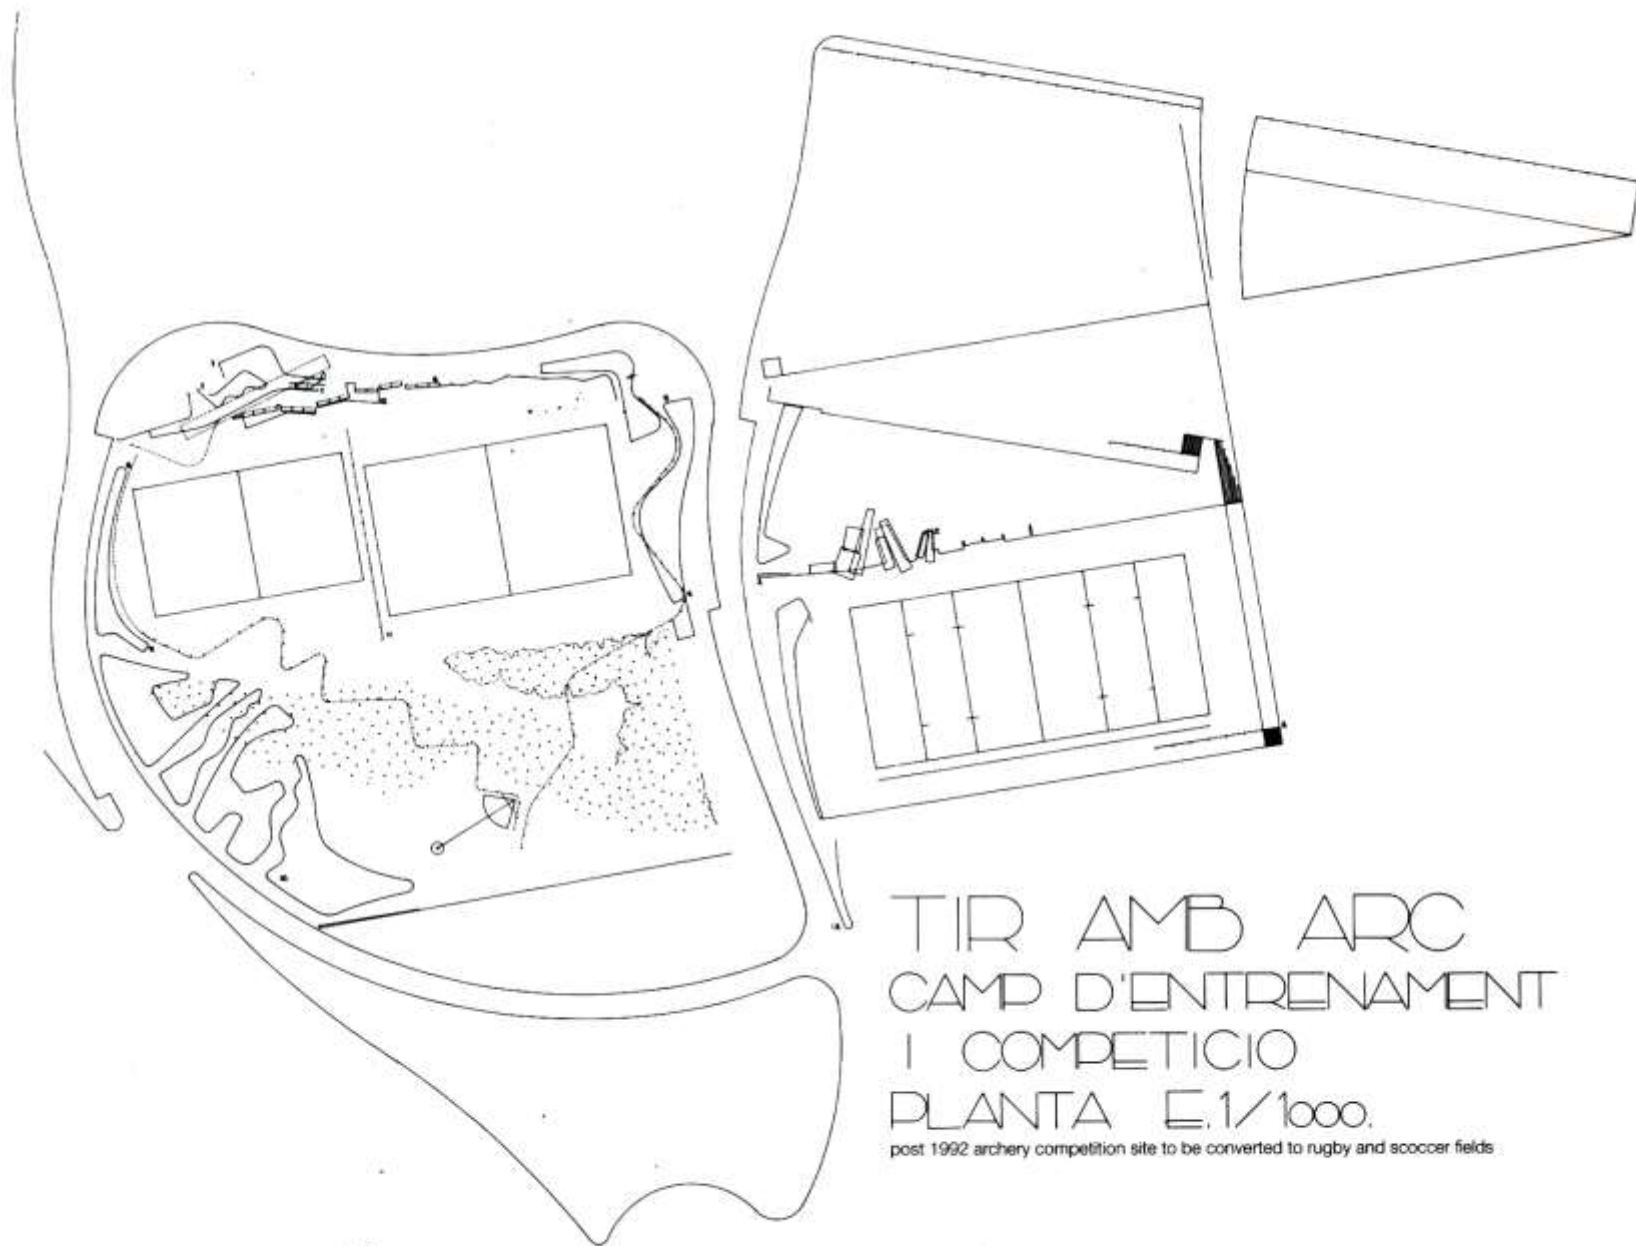 TIR AMB ARC
CAMP D'ENTRENAMENT
I COMPETICIO
PLANTA E.1/1000.
post 1992 archery competition site to be converted to rugby and scoccer fields